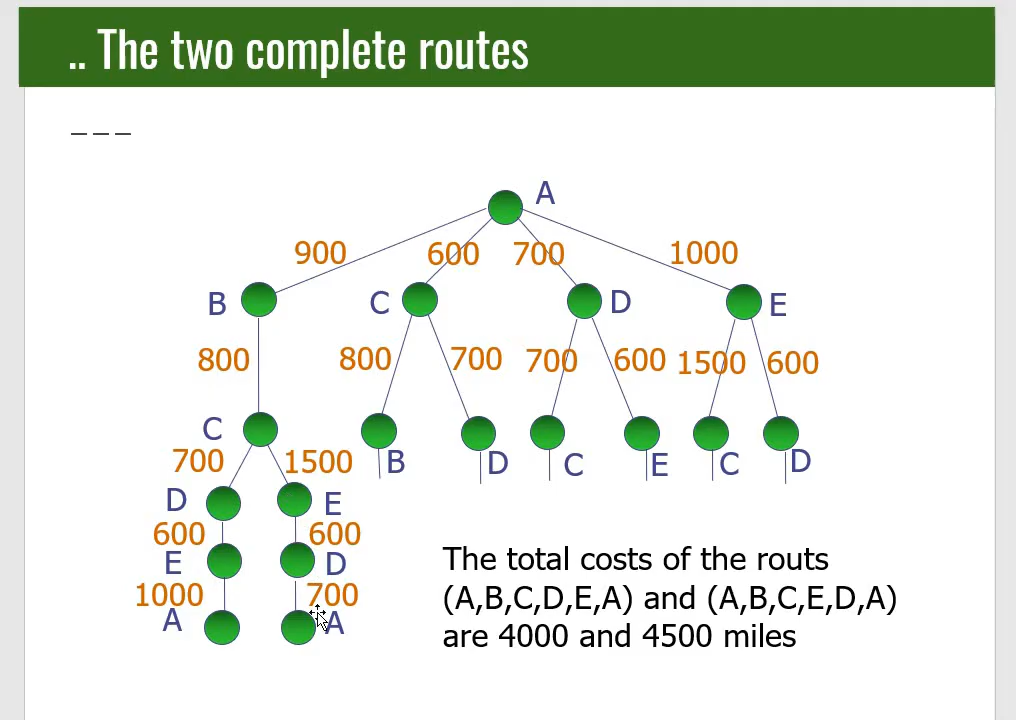 .. The two complete routes
– – –
A
900 600 700 1000
B C D E
800 800 700 700 600 1500 600
C B D C E C D
700 1500
D E
600 600
E D
1000 700
A A
The total costs of the routs
(A,B,C,D,E,A) and (A,B,C,E,D,A)
are 4000 and 4500 miles